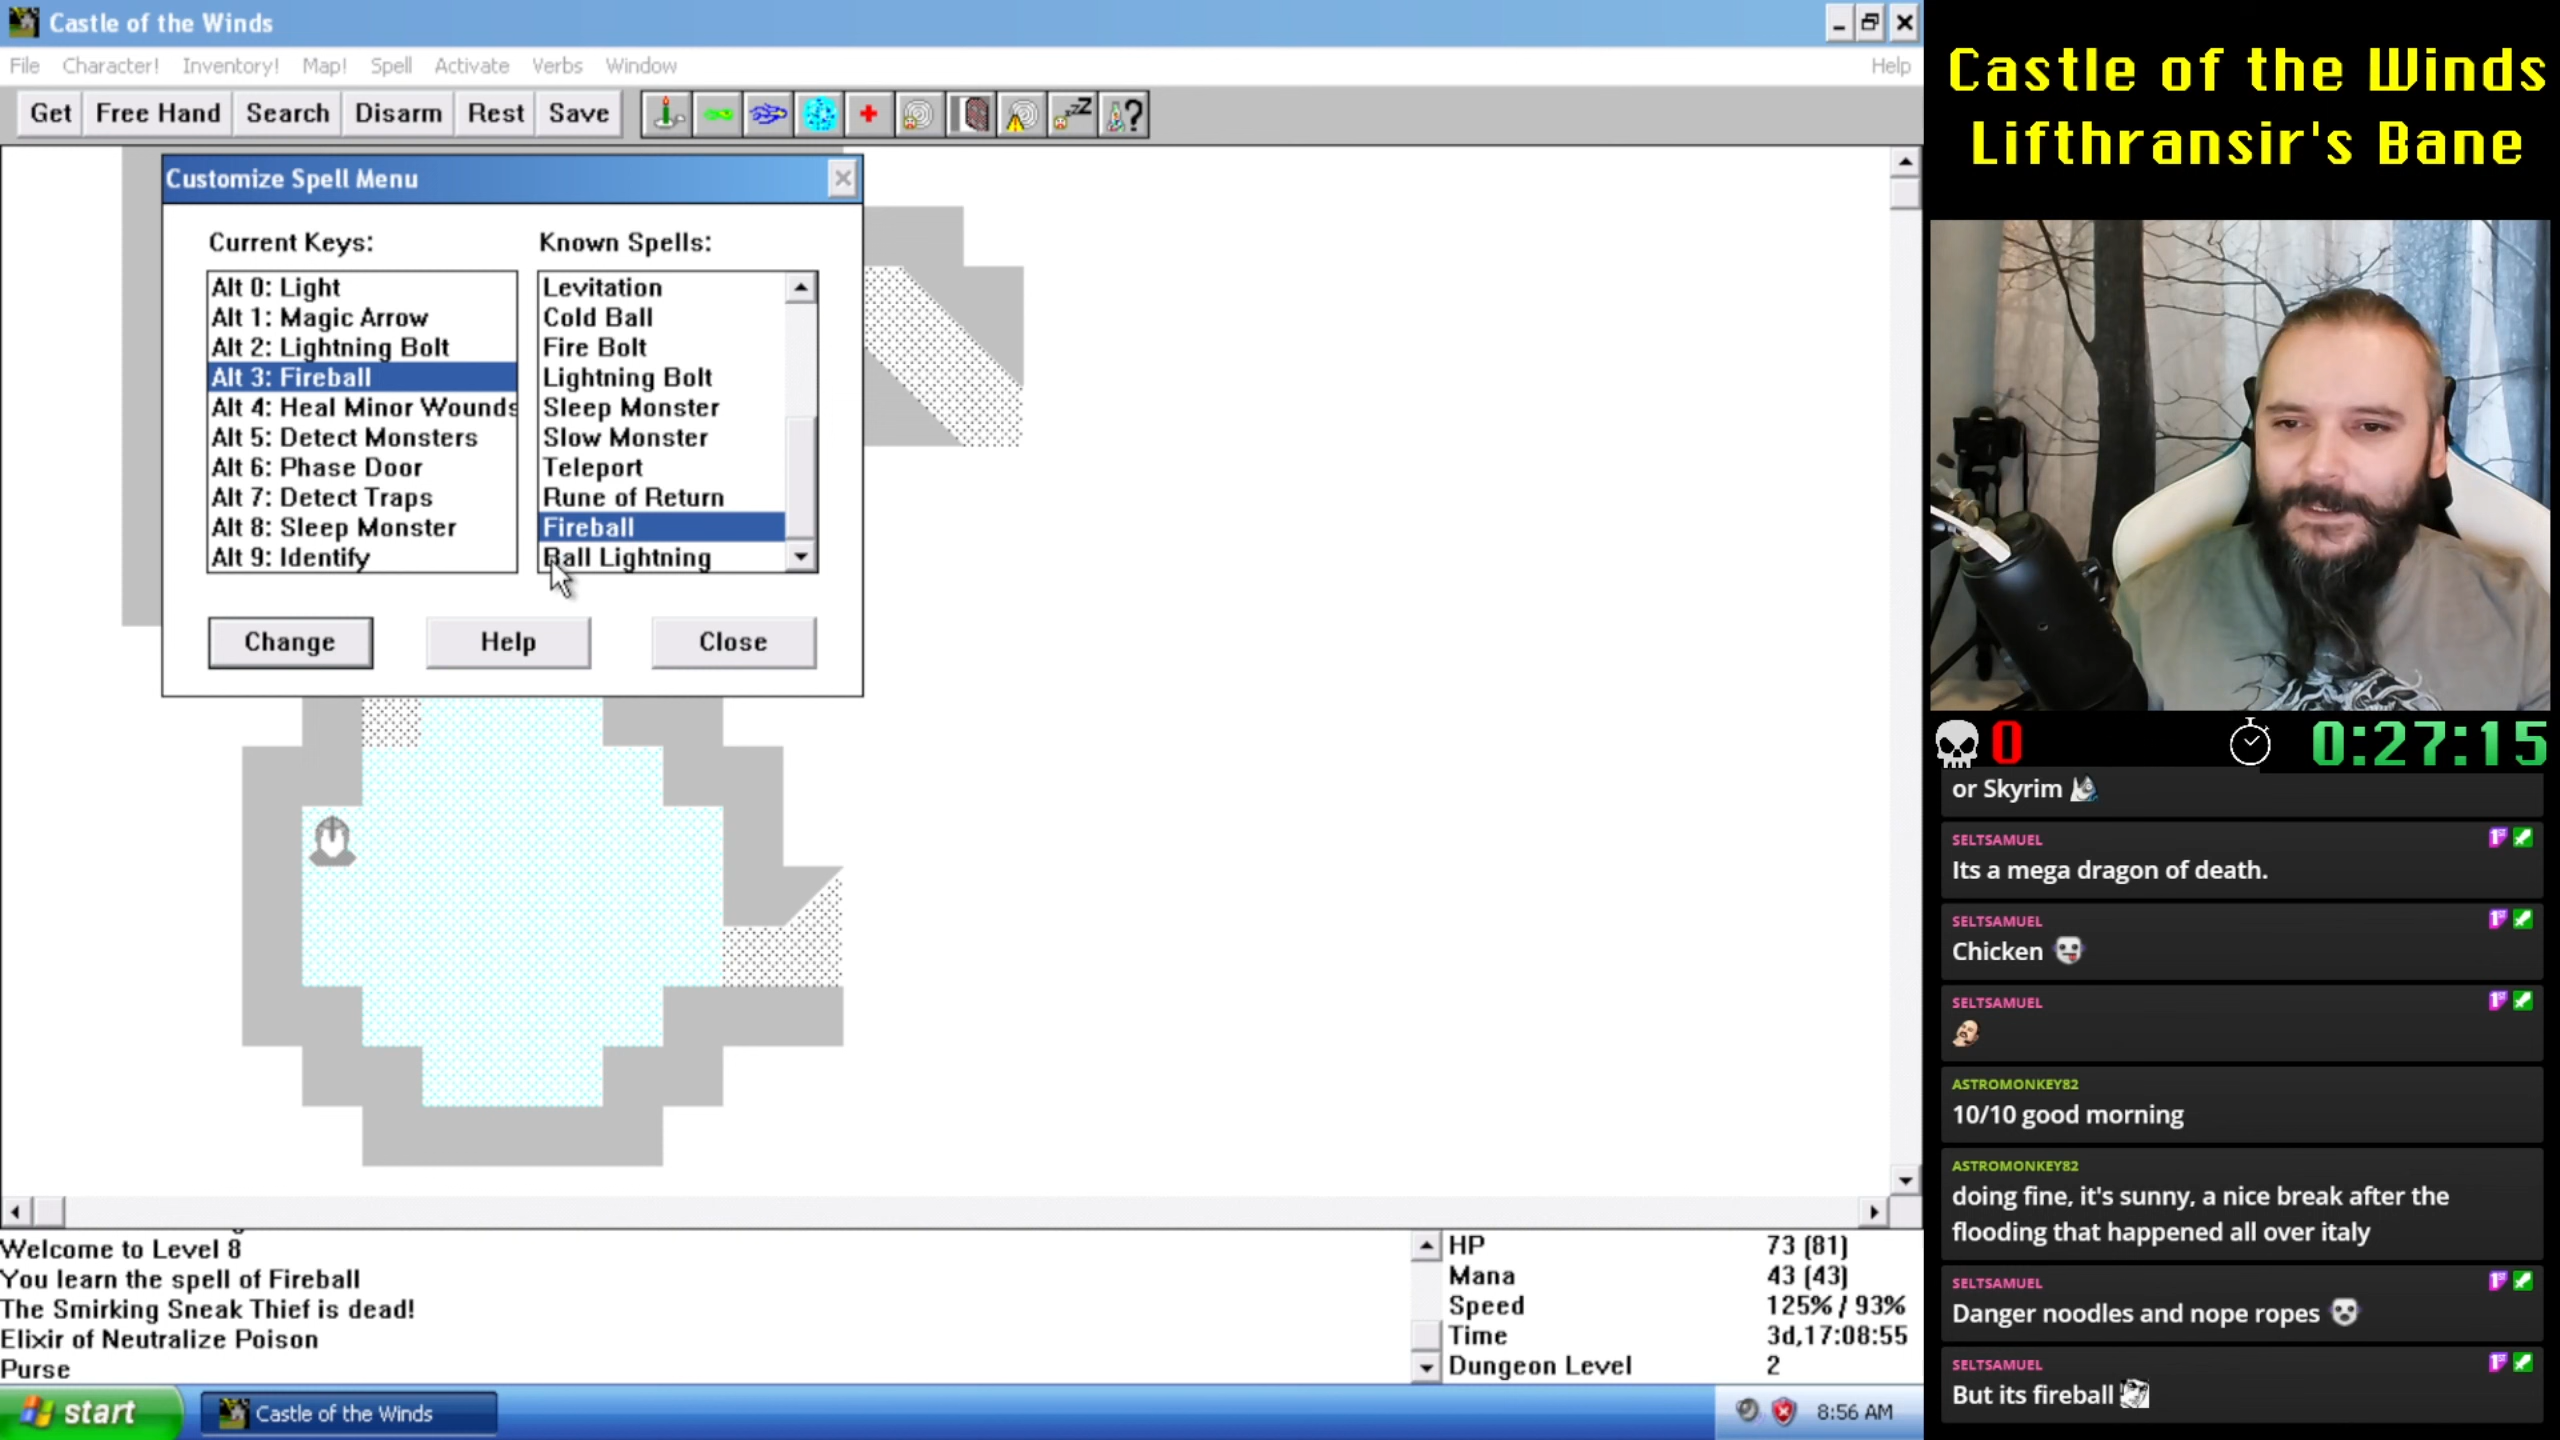 Castle of the Winds
File Character! Inventory! Map! Spell Activate Verbs Window Help
Get Free Hand Search Disarm Rest Save
Customize Spell Menu
Current Keys:
Alt 0: Light
Alt 1: Magic Arrow
Alt 2: Lightning Bolt
Alt 3: Fireball
Alt 4: Heal Minor Wounds
Alt 5: Detect Monsters
Alt 6: Phase Door
Alt 7: Detect Traps
Alt 8: Sleep Monster
Alt 9: Identify
Known Spells:
Levitation
Cold Ball
Fire Bolt
Lightning Bolt
Sleep Monster
Slow Monster
Teleport
Rune of Return
Fireball
Ball Lightning
Change Help Close
Welcome to Level 8
You learn the spell of Fireball
The Smirking Sneak Thief is dead!
Elixir of Neutralize Poison
Purse
HP 73 (81)
Mana 43 (43)
Speed 125% / 93%
Time 3d,17:08:55
Dungeon Level 2
start Castle of the Winds 8:56 AM
Castle of the Winds
Lifthransir's Bane
0 0:27:15
or Skyrim
SELTSAMUEL
Its a mega dragon of death.
SELTSAMUEL
Chicken
SELTSAMUEL
ASTROMONKEY82
10/10 good morning
ASTROMONKEY82
doing fine, it's sunny, a nice break after the
flooding that happened all over italy
SELTSAMUEL
Danger noodles and nope ropes
SELTSAMUEL
But its fireball